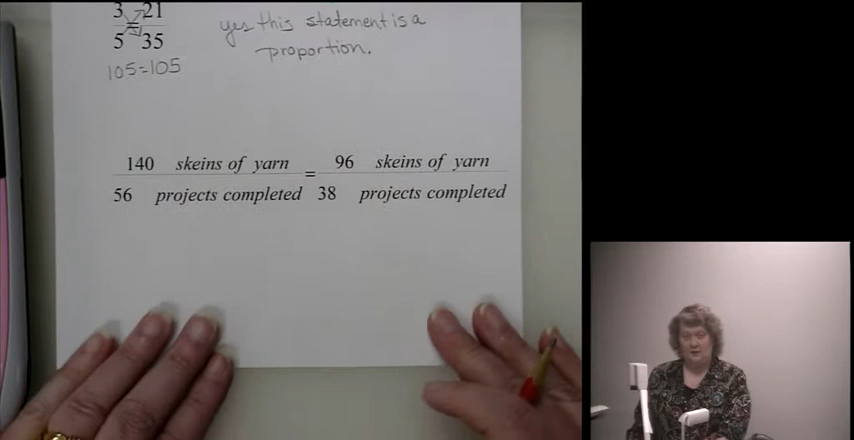 3 = 21 yes this statement is a
5 35 proportion.
105=105
140 skeins of yarn = 96 skeins of yarn
56 projects completed 38 projects completed